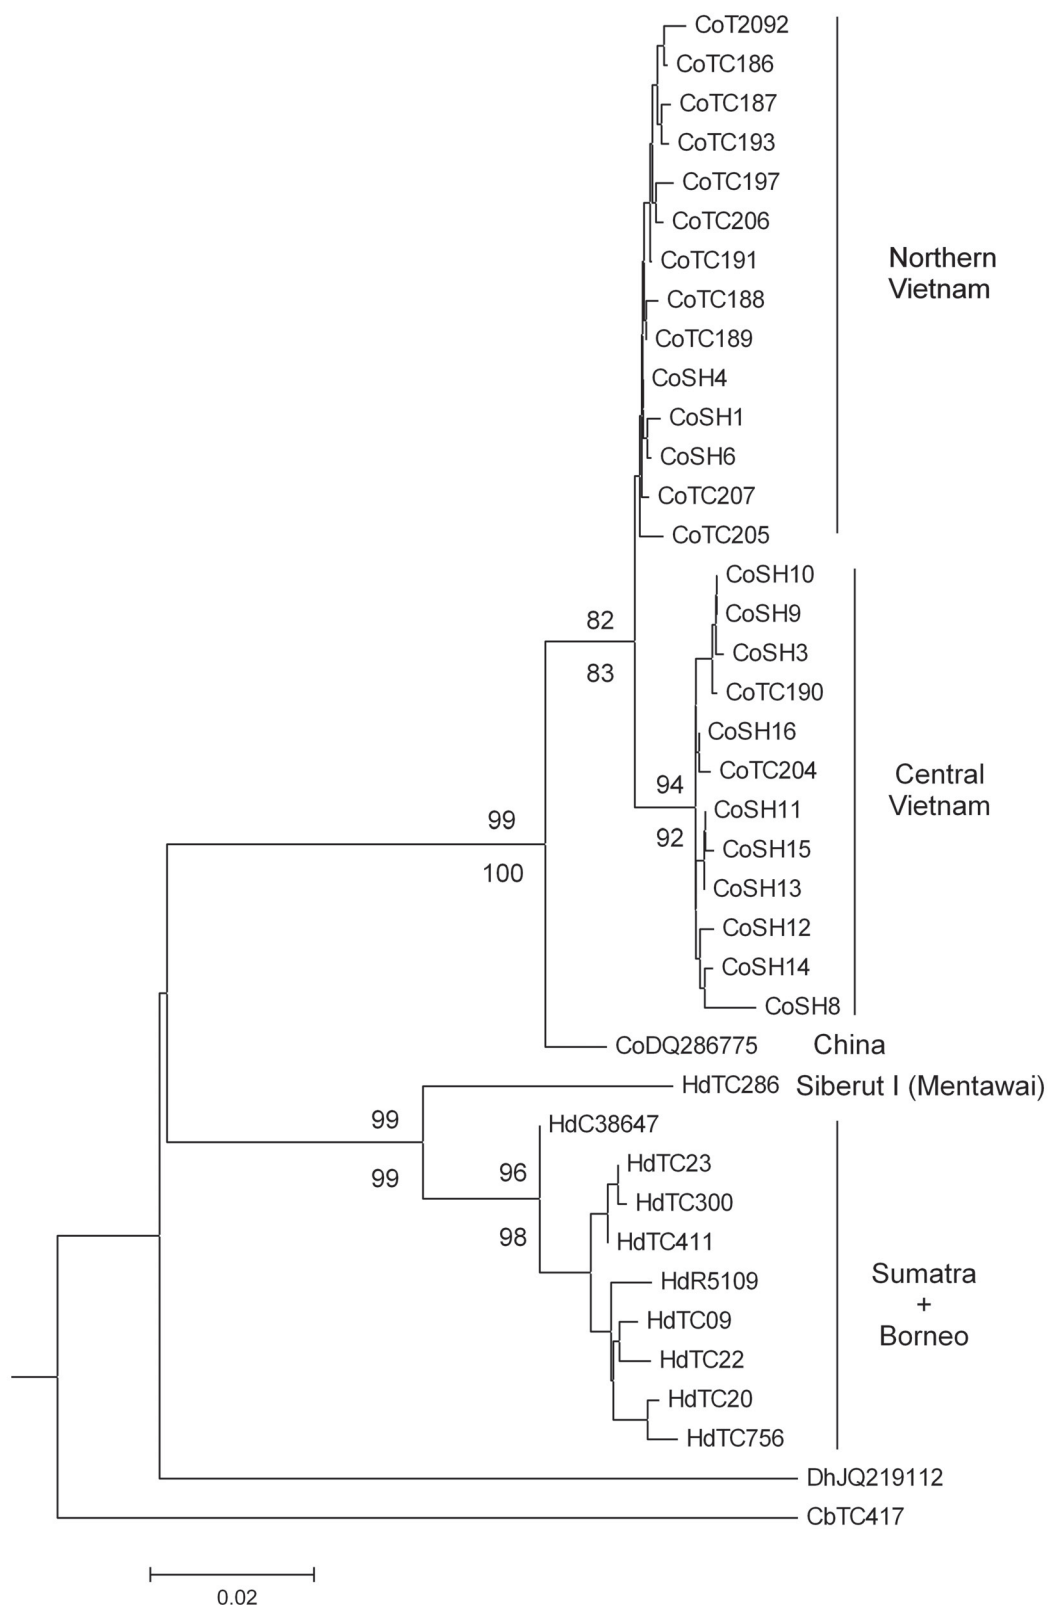 CoT2092
CoTC186
CoTC187
CoTC193
CoTC197
CoTC206
CoTC191
CoTC188
CoTC189
CoSH4
CoSH1
CoSH6
CoTC207
CoTC205
Northern
Vietnam
CoSH10
CoSH9
CoSH3
CoTC190
CoSH16
CoTC204
CoSH11
CoSH15
CoSH13
CoSH12
CoSH14
CoSH8
Central
Vietnam
82
83
94
92
99
100
CoDQ286775 China
HdTC286 Siberut I (Mentawai)
99
99
96
98
HdC38647
HdTC23
HdTC300
HdTC411
HdR5109
HdTC09
HdTC22
HdTC20
HdTC756
Sumatra
+
Borneo
DhJQ219112
CbTC417
0.02